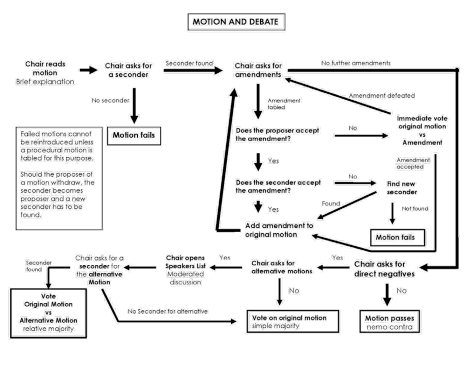 MOTION AND DEBATE
Chair reads
motion
Brief explanation
Chair asks for
a seconder
Seconder found
Chair asks for
amendments
No further amendments
No seconder
Motion fails
Amendment
tabled
Amendment defeated
Immediate vote
original motion
vs
Amendment
Does the proposer accept
the amendment?
No
Yes
Amendment
accepted
Does the seconder accept
the amendment?
No
Find new
seconder
Yes
Found
Not found
Add amendment to
original motion
Motion fails
Failed motions cannot
be reintroduced unless
a procedural motion is
tabled for this purpose.
Should the proposer of
a motion withdraw, the
seconder becomes
proposer and a new
seconder has to be
found.
Seconder
found
Chair asks for a
seconder for
the alternative
Motion
Yes
Chair opens
Speakers List
Moderated
discussion
Yes
Chair asks for
alternative motions
Yes
Chair asks for
direct negatives
No
No
Vote
Original Motion
vs
Alternative Motion
relative majority
No Seconder for alternative
Vote on original motion
simple majority
Motion passes
nemo contra